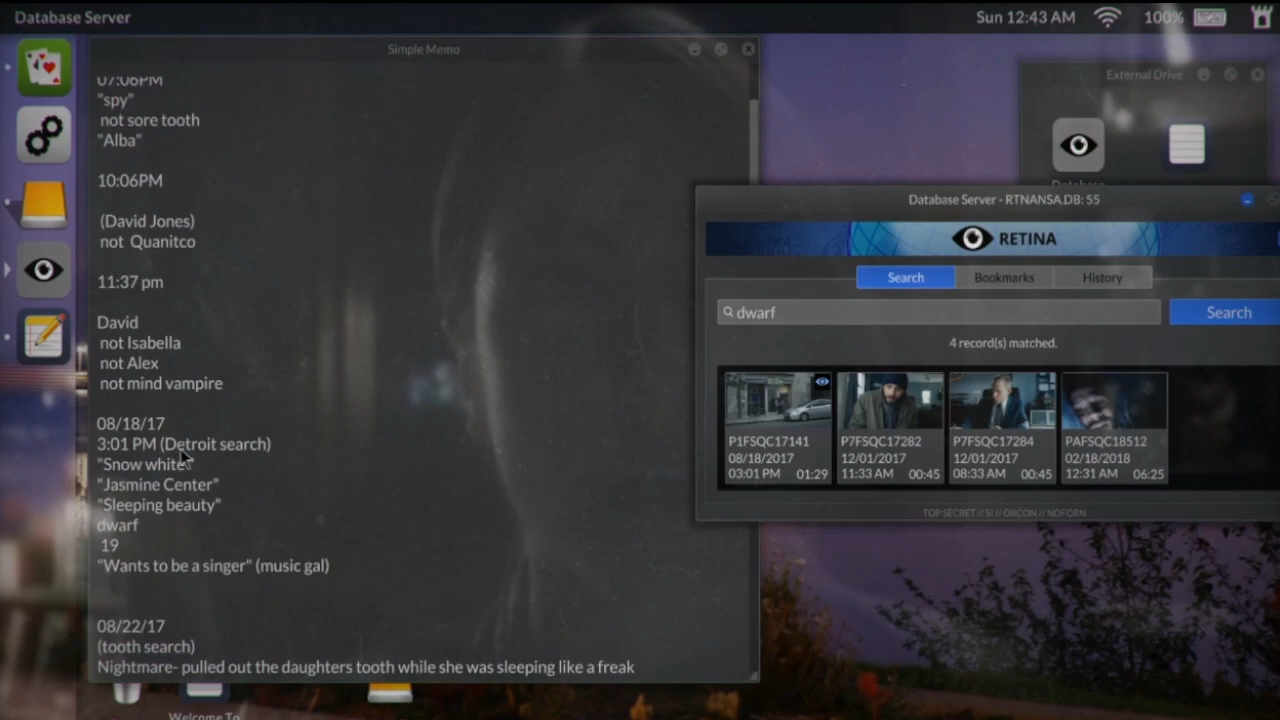 Database Server
Sun 12:43 AM
100%
Simple Memo
07:06PM
"spy"
not sore tooth
"Alba"
10:06PM
(David Jones)
not Quanitco
11:37 pm
David
not Isabella
not Alex
not mind vampire
08/18/17
3:01 PM (Detroit search)
"Snow white"
"Jasmine Center"
"Sleeping beauty"
dwarf
19
"Wants to be a singer" (music gal)
08/22/17
(tooth search)
Nightmare- pulled out the daughters tooth while she was sleeping like a freak
External Drive
Database
Database Server - RTNANSA.DB: 55
RETINA
Search
Bookmarks
History
dwarf
Search
4 record(s) matched.
P1FSQC17141
08/18/2017
03:01 PM 01:29
P7FSQC17282
12/01/2017
11:33 AM 00:45
P7FSQC17284
12/01/2017
08:33 AM 00:45
PAFSQC18512
02/18/2018
12:31 AM 06:25
TOP SECRET // SI // ORCON // NOFORN
Welcome To